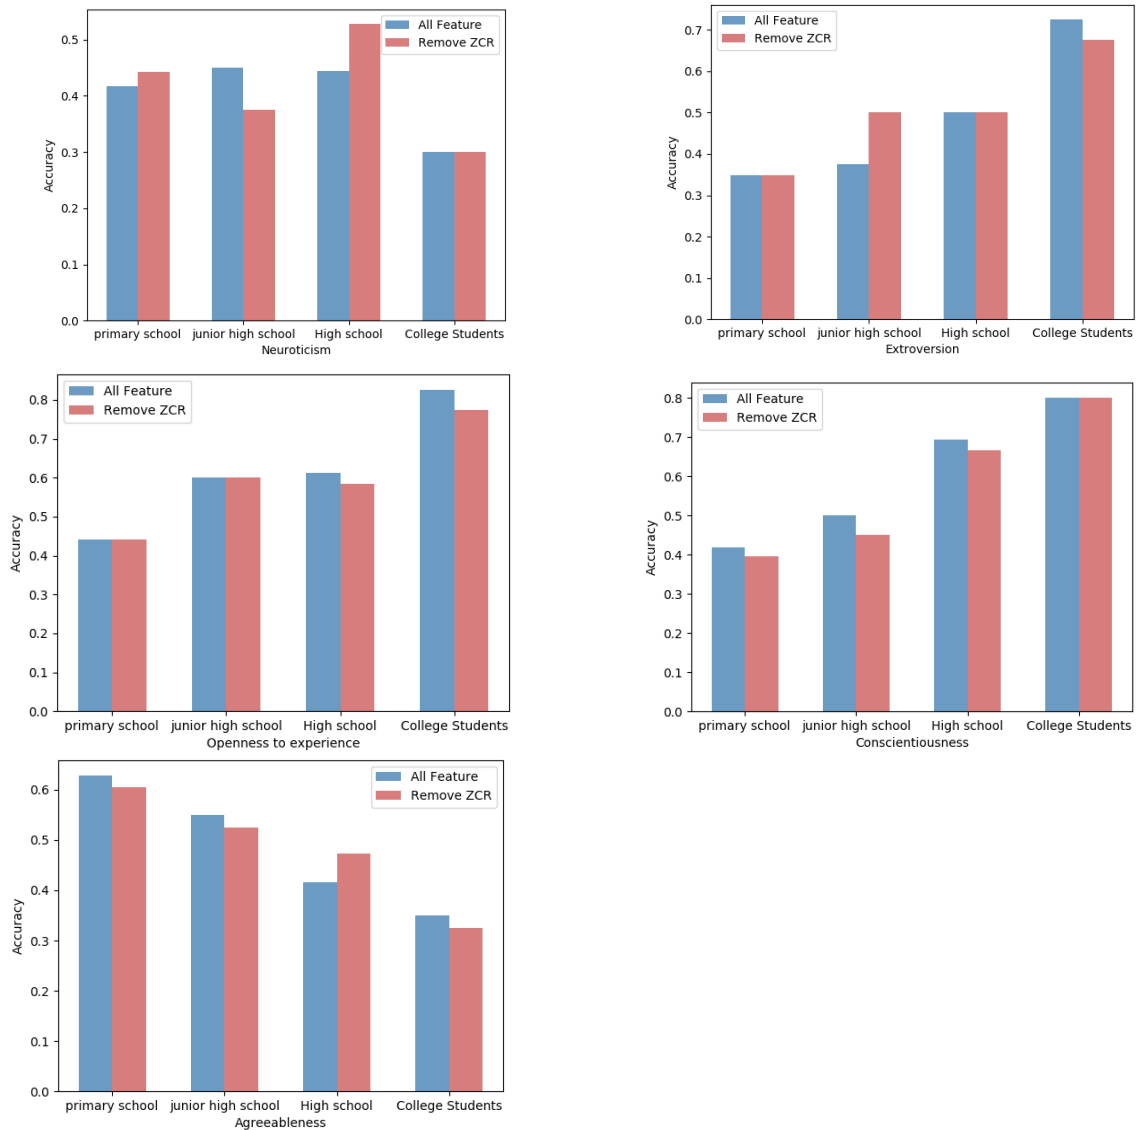 All Feature
Remove ZCR
Accuracy
0.5
0.4
0.3
0.2
0.1
0.0
primary school junior high school High school College Students
Neuroticism
All Feature
Remove ZCR
Accuracy
0.7
0.6
0.5
0.4
0.3
0.2
0.1
0.0
primary school junior high school High school College Students
Extroversion
All Feature
Remove ZCR
Accuracy
0.8
0.7
0.6
0.5
0.4
0.3
0.2
0.1
0.0
primary school junior high school High school College Students
Openness to experience
All Feature
Remove ZCR
Accuracy
0.8
0.7
0.6
0.5
0.4
0.3
0.2
0.1
0.0
primary school junior high school High school College Students
Conscientiousness
All Feature
Remove ZCR
Accuracy
0.6
0.5
0.4
0.3
0.2
0.1
0.0
primary school junior high school High school College Students
Agreeableness